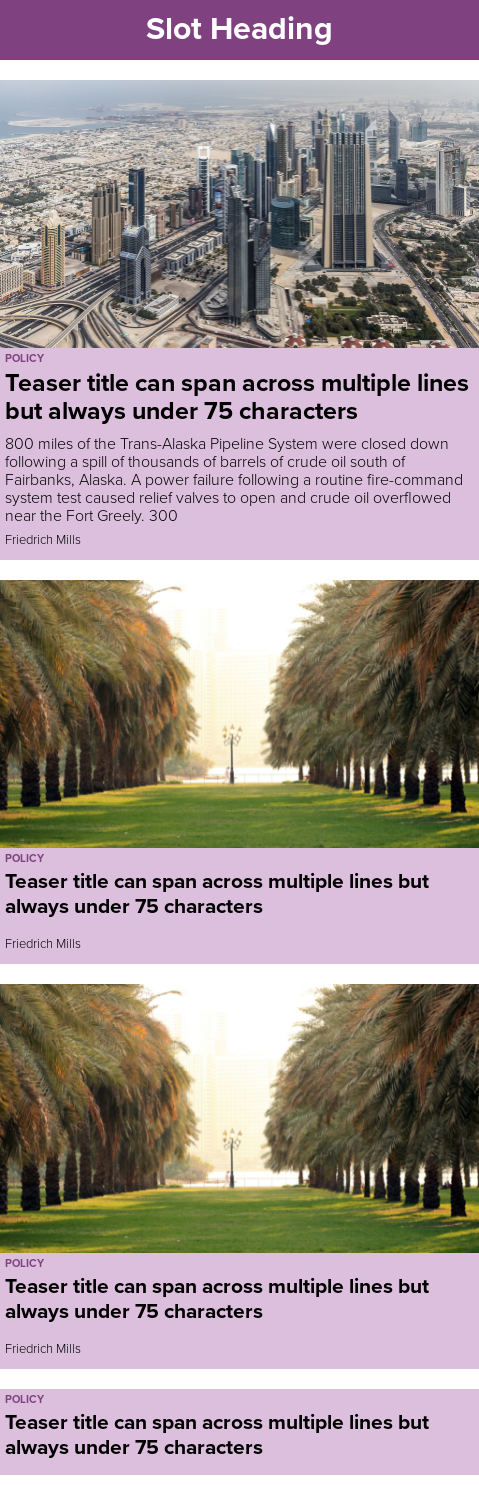 Slot Heading
POLICY
Teaser title can span across multiple lines
but always under 75 characters
800 miles of the Trans-Alaska Pipeline System were closed down
following a spill of thousands of barrels of crude oil south of
Fairbanks, Alaska. A power failure following a routine fire-command
system test caused relief valves to open and crude oil overflowed
near the Fort Greely. 300
Friedrich Mills
POLICY
Teaser title can span across multiple lines but
always under 75 characters
Friedrich Mills
POLICY
Teaser title can span across multiple lines but
always under 75 characters
Friedrich Mills
POLICY
Teaser title can span across multiple lines but
always under 75 characters